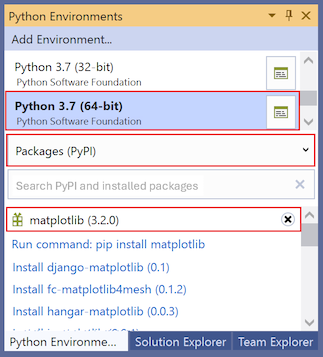 Python Environments
Add Environment...
Python 3.7 (32-bit)
Python Software Foundation
Python 3.7 (64-bit)
Python Software Foundation
Packages (PyPI)
Search PyPI and installed packages
matplotlib (3.2.0)
Run command: pip install matplotlib
Install django-matplotlib (0.1)
Install fc-matplotlib4mesh (0.1.2)
Install hangar-matplotlib (0.0.3)
Python Environme...
Solution Explorer
Team Explorer